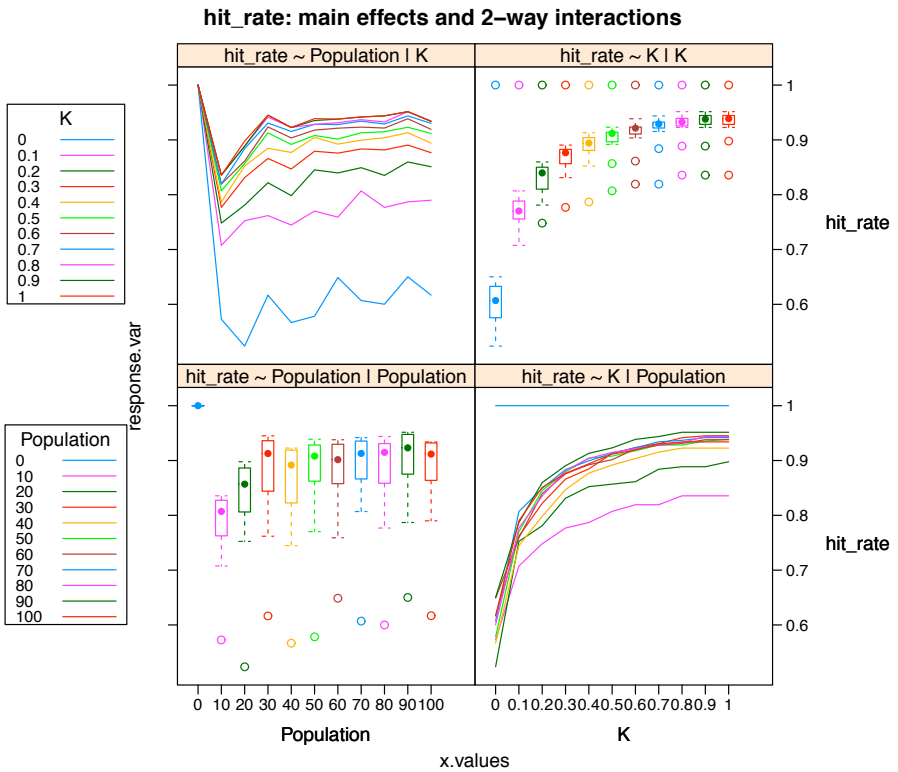 hit_rate: main effects and 2−way interactions
hit_rate ~ Population | K
hit_rate ~ K | K
K
0
0.1
0.2
0.3
0.4
0.5
0.6
0.7
0.8
0.9
1
1
0.9
0.8
0.7
0.6
hit_rate
response.var
hit_rate ~ Population | Population
hit_rate ~ K | Population
Population
0
10
20
30
40
50
60
70
80
90
100
1
0.9
0.8
0.7
0.6
hit_rate
0 10 20 30 40 50 60 70 80 90 100
0 0.1 0.2 0.3 0.4 0.5 0.6 0.7 0.8 0.9 1
Population
K
x.values